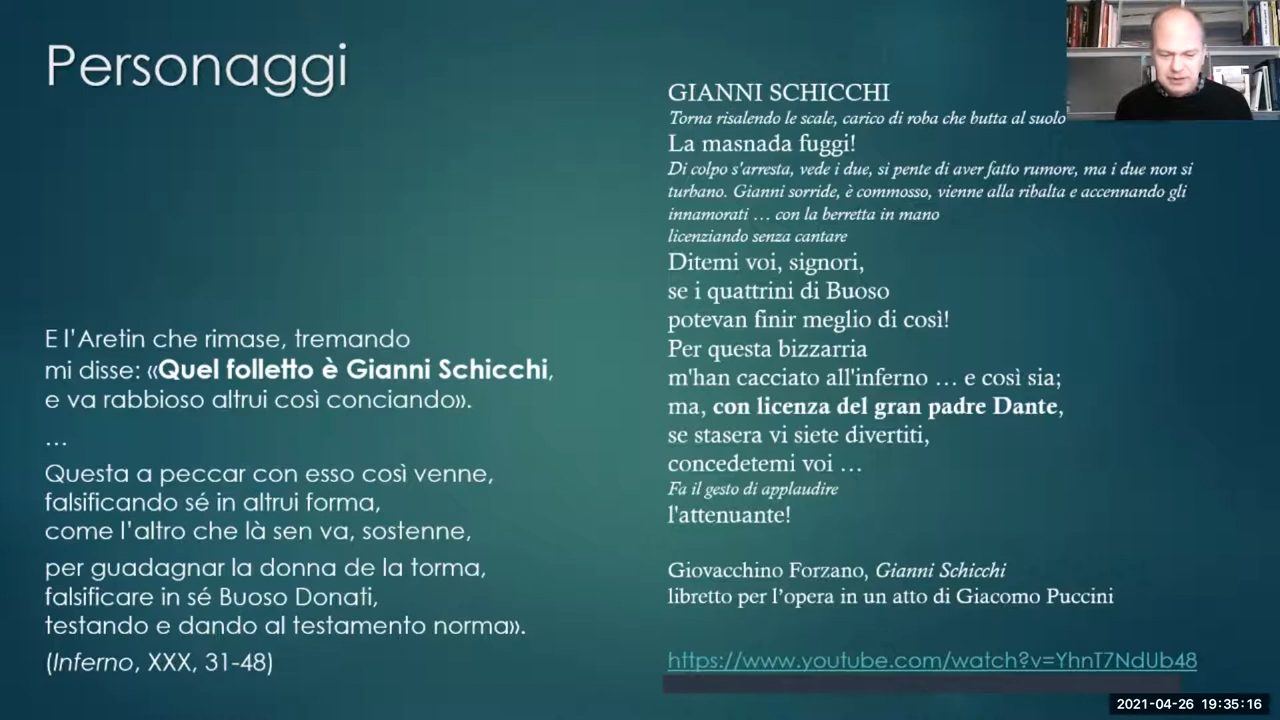 Personaggi
E l’Aretin che rimase, tremando
mi disse: «Quel folletto è Gianni Schicchi,
e va rabbioso altrui così conciando».
…
Questa a peccar con esso così venne,
falsificando sé in altrui forma,
come l’altro che là sen va, sostenne,
per guadagnar la donna de la torma,
falsificare in sé Buoso Donati,
testando e dando al testamento norma».
(Inferno, XXX, 31-48)
GIANNI SCHICCHI
Torna risalendo le scale, carico di roba che butta al suolo
La masnada fuggi!
Di colpo s'arresta, vede i due, si pente di aver fatto rumore, ma i due non si
turbano. Gianni sorride, è commosso, vienne alla ribalta e accennando gli
innamorati … con la berretta in mano
licenziando senza cantare
Ditemi voi, signori,
se i quattrini di Buoso
potevan finir meglio di così!
Per questa bizzarria
m'han cacciato all'inferno … e così sia;
ma, con licenza del gran padre Dante,
se stasera vi siete divertiti,
concedetemi voi …
Fa il gesto di applaudire
l'attenuante!
Giovacchino Forzano, Gianni Schicchi
libretto per l’opera in un atto di Giacomo Puccini
https://www.youtube.com/watch?v=YhnT7NdUb48
2021-04-26 19:35:16